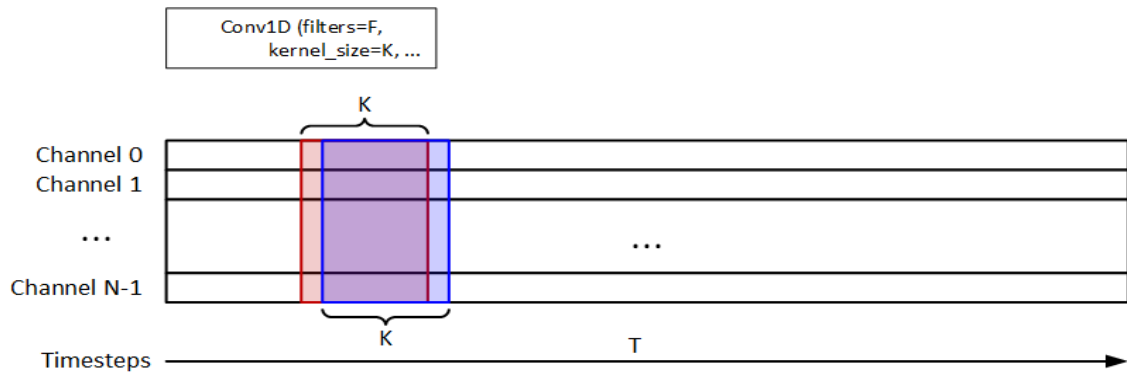 Conv1D (filters=F,
kernel_size=K, ...
K
Channel 0
Channel 1
... ...
Channel N-1
K
Timesteps T